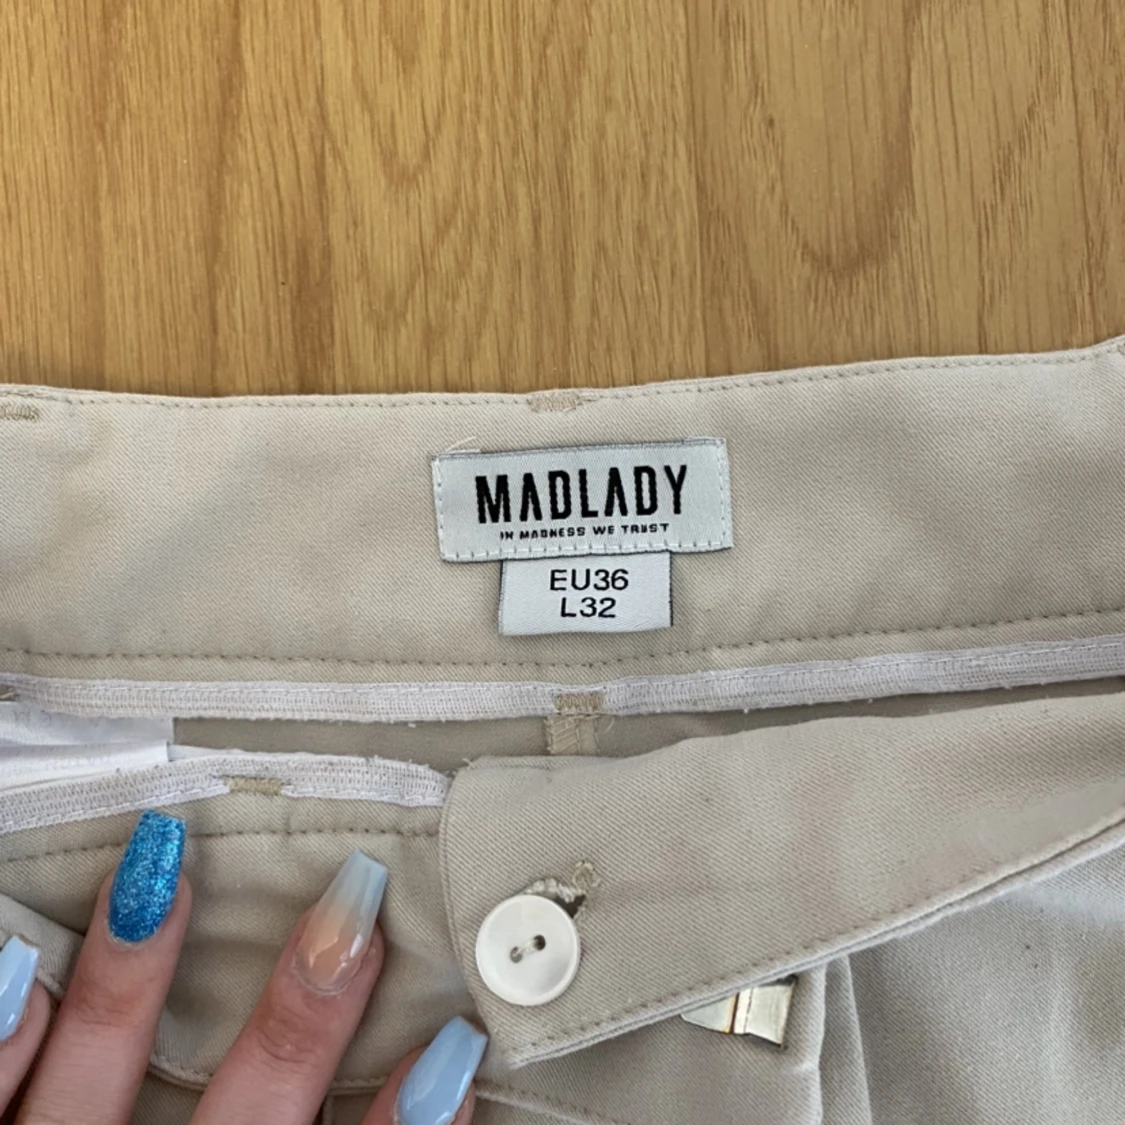 MADLADY
IN MADNESS WE TRUST
EU36
L32